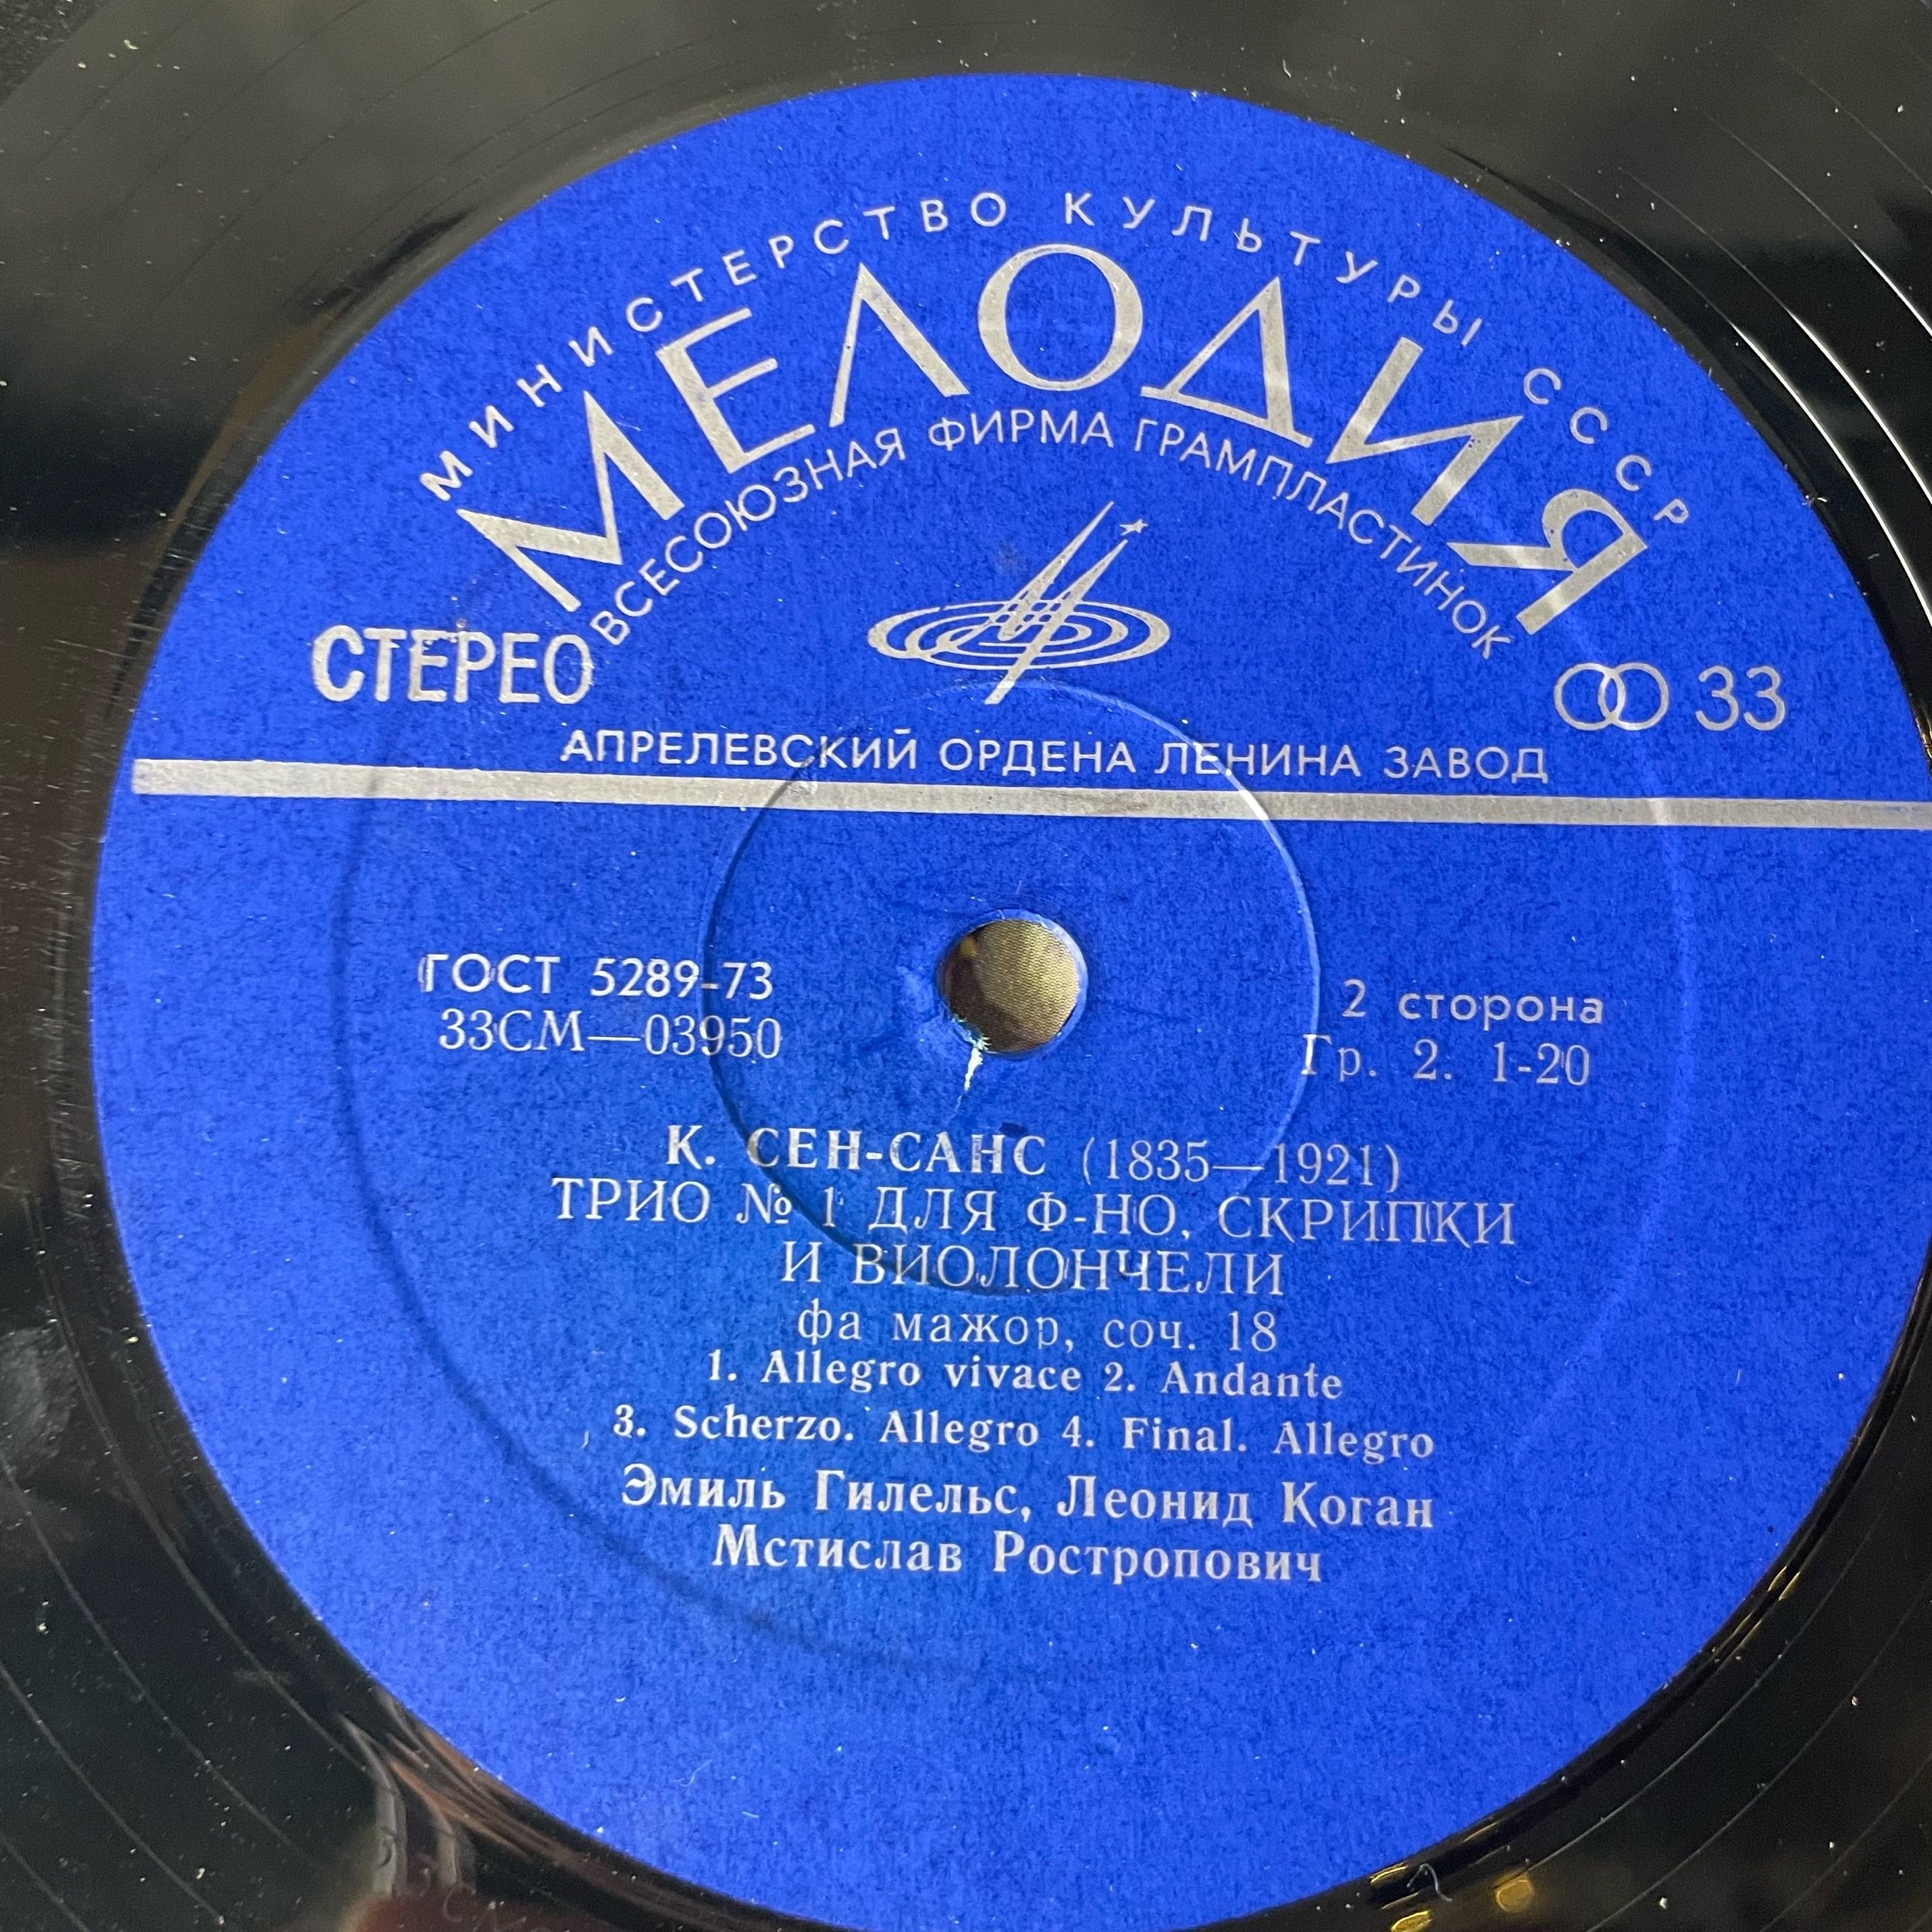 МИНИСТЕРСТВО КУЛЬТУРЫ СССР
МЕЛОДИЯ
ВСЕСОЮЗНАЯ ФИРМА ГРАМПЛАСТИНОК
СТЕРЕО
33
АПРЕЛЕВСКИЙ ОРДЕНА ЛЕНИНА ЗАВОД
ГОСТ 5289-73
33СМ—03950
2 сторона
Гр. 2. 1-20
К. СЕН-САНС (1835—1921)
ТРИО № 1 ДЛЯ Ф-НО, СКРИПКИ
И ВИОЛОНЧЕЛИ
фа мажор, соч. 18
1. Allegro vivace 2. Andante
3. Scherzo. Allegro 4. Final. Allegro
Эмиль Гилельс, Леонид Коган
Мстислав Ростропович